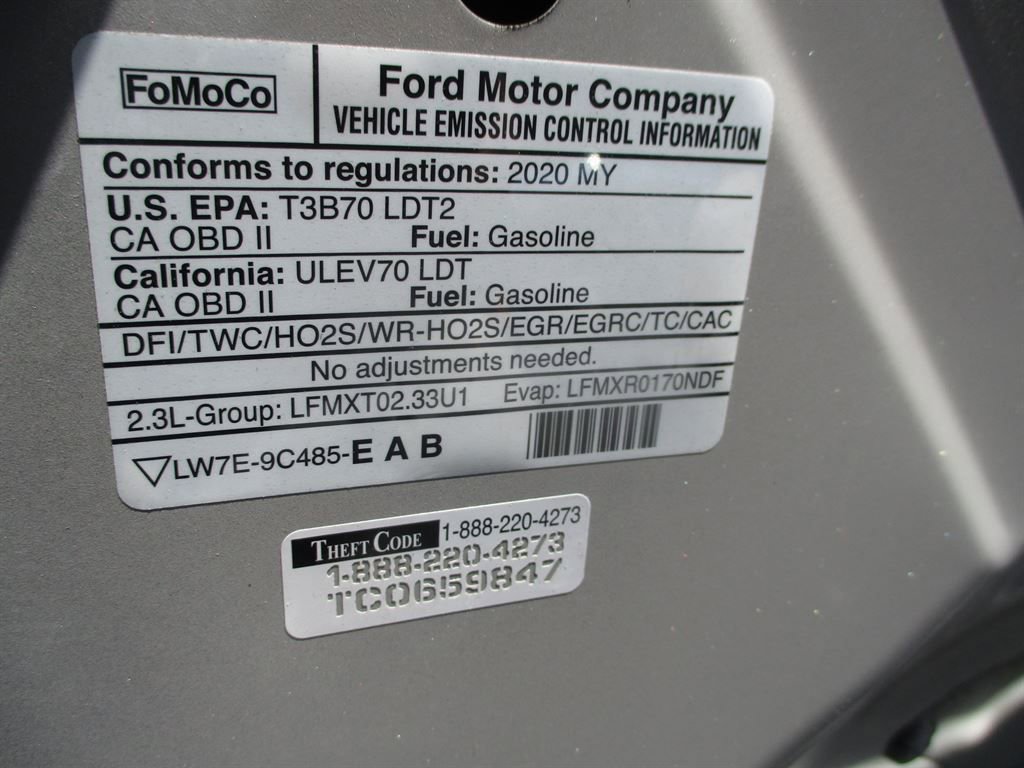 FoMoCo
Ford Motor Company
VEHICLE EMISSION CONTROL INFORMATION
Conforms to regulations: 2020 MY
U.S. EPA: T3B70 LDT2
CA OBD II Fuel: Gasoline
California: ULEV70 LDT
CA OBD II Fuel: Gasoline
DFI/TWC/HO2S/WR-HO2S/EGR/EGRC/TC/CAC
No adjustments needed.
2.3L-Group: LFMXT02.33U1 Evap: LFMXR0170NDF
LW7E-9C485-E A B
THEFT CODE 1-888-220-4273
1-888-220-4273
TC0659847